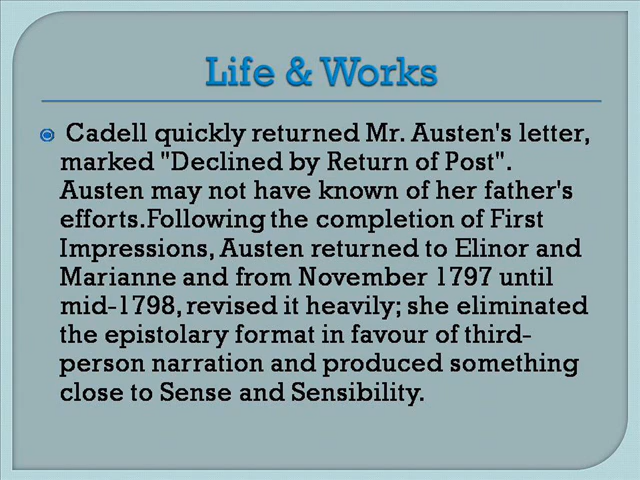 Life & Works
Cadell quickly returned Mr. Austen's letter,
marked "Declined by Return of Post".
Austen may not have known of her father's
efforts.Following the completion of First
Impressions, Austen returned to Elinor and
Marianne and from November 1797 until
mid-1798, revised it heavily; she eliminated
the epistolary format in favour of third-
person narration and produced something
close to Sense and Sensibility.